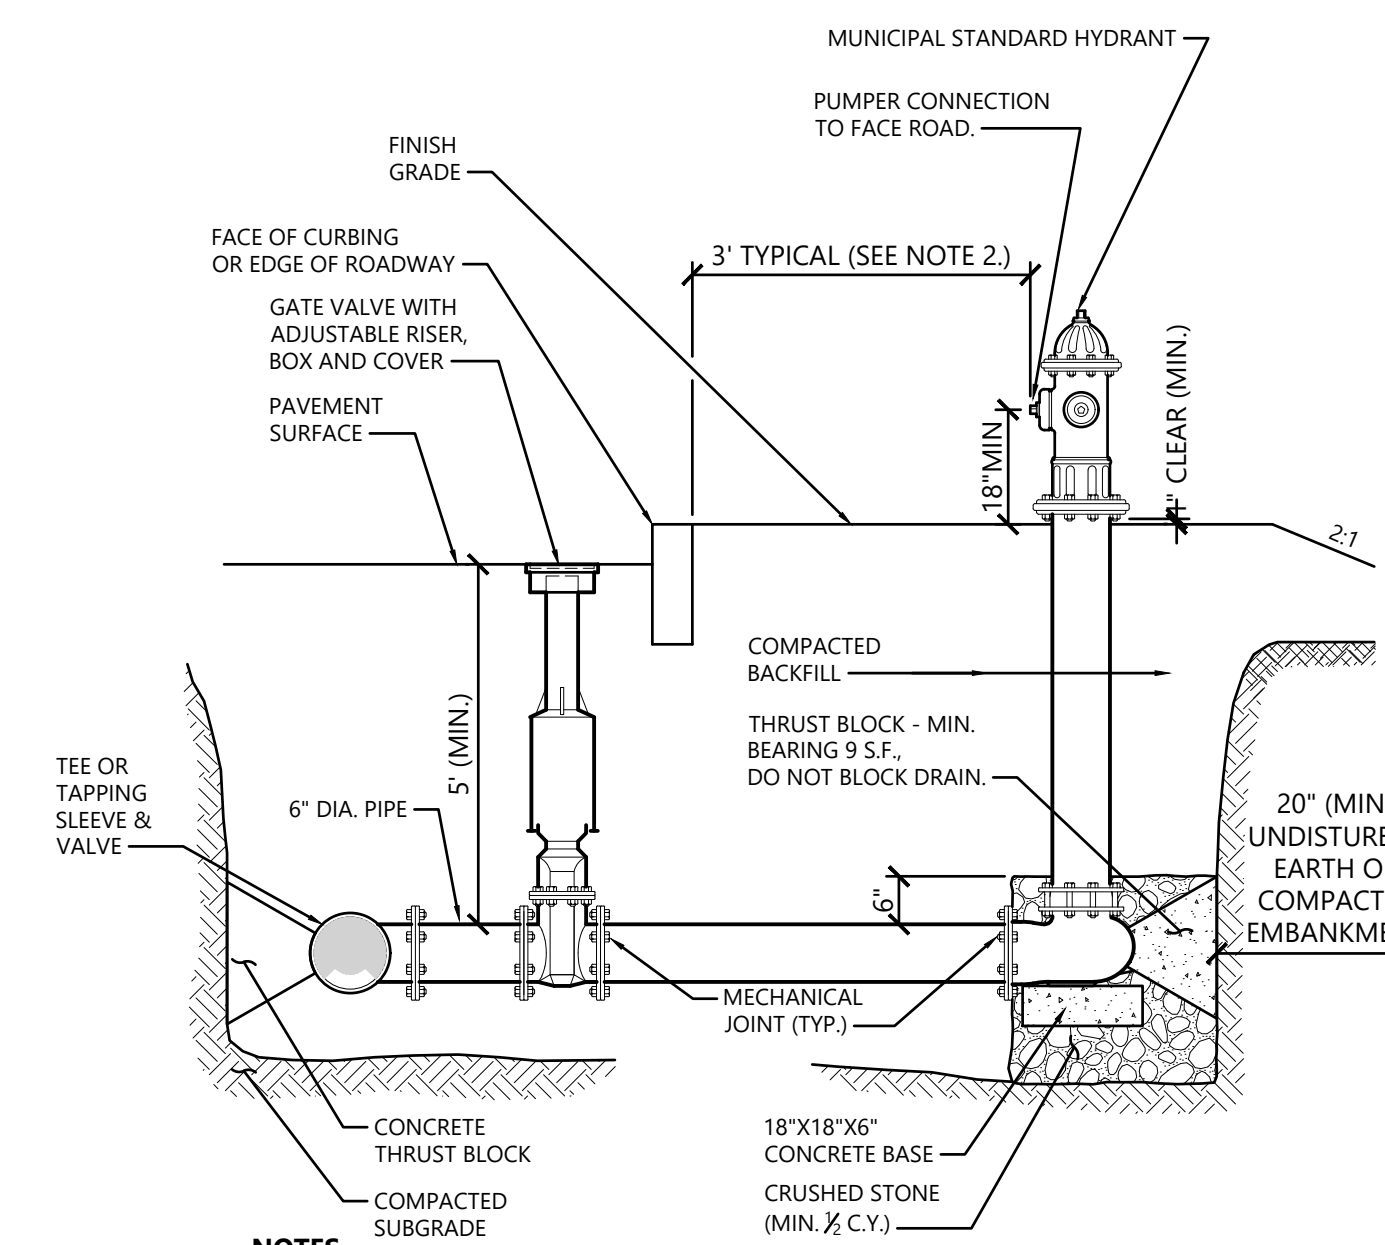 MUNICIPAL STANDARD HYDRANT
PUMPER CONNECTION
TO FACE ROAD.
FINISH
GRADE
FACE OF CURBING
OR EDGE OF ROADWAY
3' TYPICAL (SEE NOTE 2.)
GATE VALVE WITH
ADJUSTABLE RISER,
BOX AND COVER
PAVEMENT
SURFACE
18"MIN
" CLEAR (MIN.)
2:1
COMPACTED
BACKFILL
THRUST BLOCK - MIN.
BEARING 9 S.F.,
DO NOT BLOCK DRAIN.
5' (MIN.)
TEE OR
TAPPING
SLEEVE &
VALVE
6" DIA. PIPE
20" (MIN
UNDISTURB
EARTH O
COMPACT
EMBANKME
6"
MECHANICAL
JOINT (TYP.)
CONCRETE
THRUST BLOCK
COMPACTED
SUBGRADE
18"X18"X6"
CONCRETE BASE
CRUSHED STONE
(MIN. ½ C.Y.)
NOTES